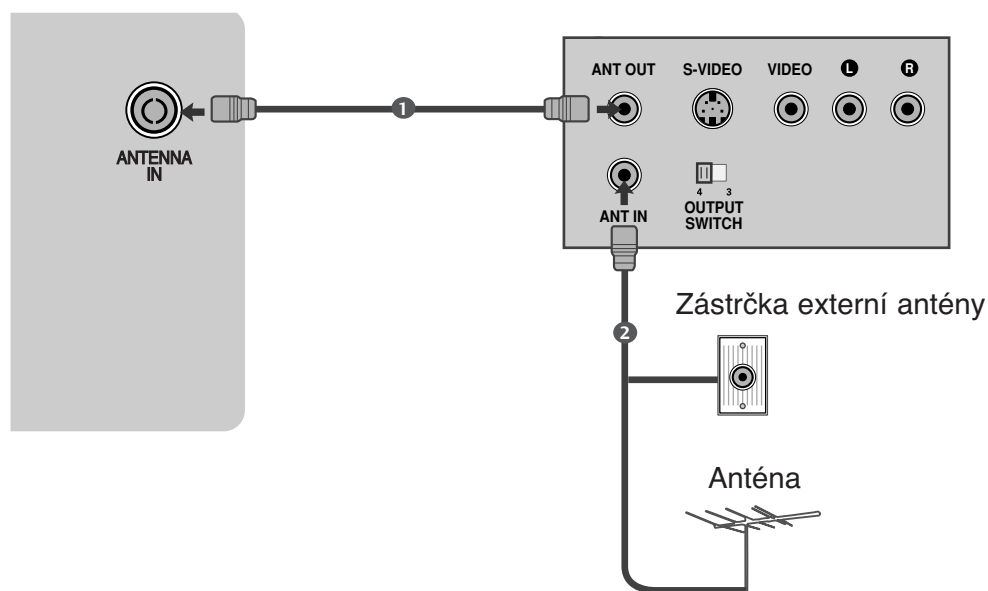 ANT OUT S-VIDEO VIDEO L R
1
ANTENNA
IN
4 3
ANT IN
OUTPUT
SWITCH
Zástrčka externí antény
2
Anténa